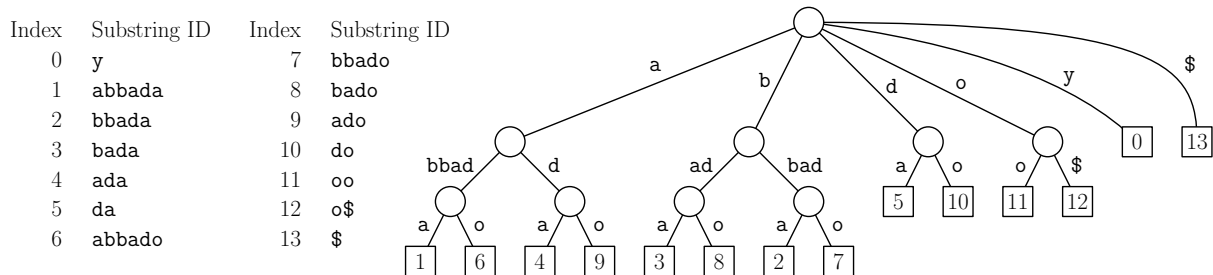 Index Substring ID Index Substring ID
0 y 7 bbado
1 abbada 8 bado
2 bbada 9 ado
3 bada 10 do
4 ada 11 oo
5 da 12 o$
6 abbado 13 $
a b d o y $
0 13
bbad d ad bad a o o $
5 10 11 12
a o a o a o a o
1 6 4 9 3 8 2 7